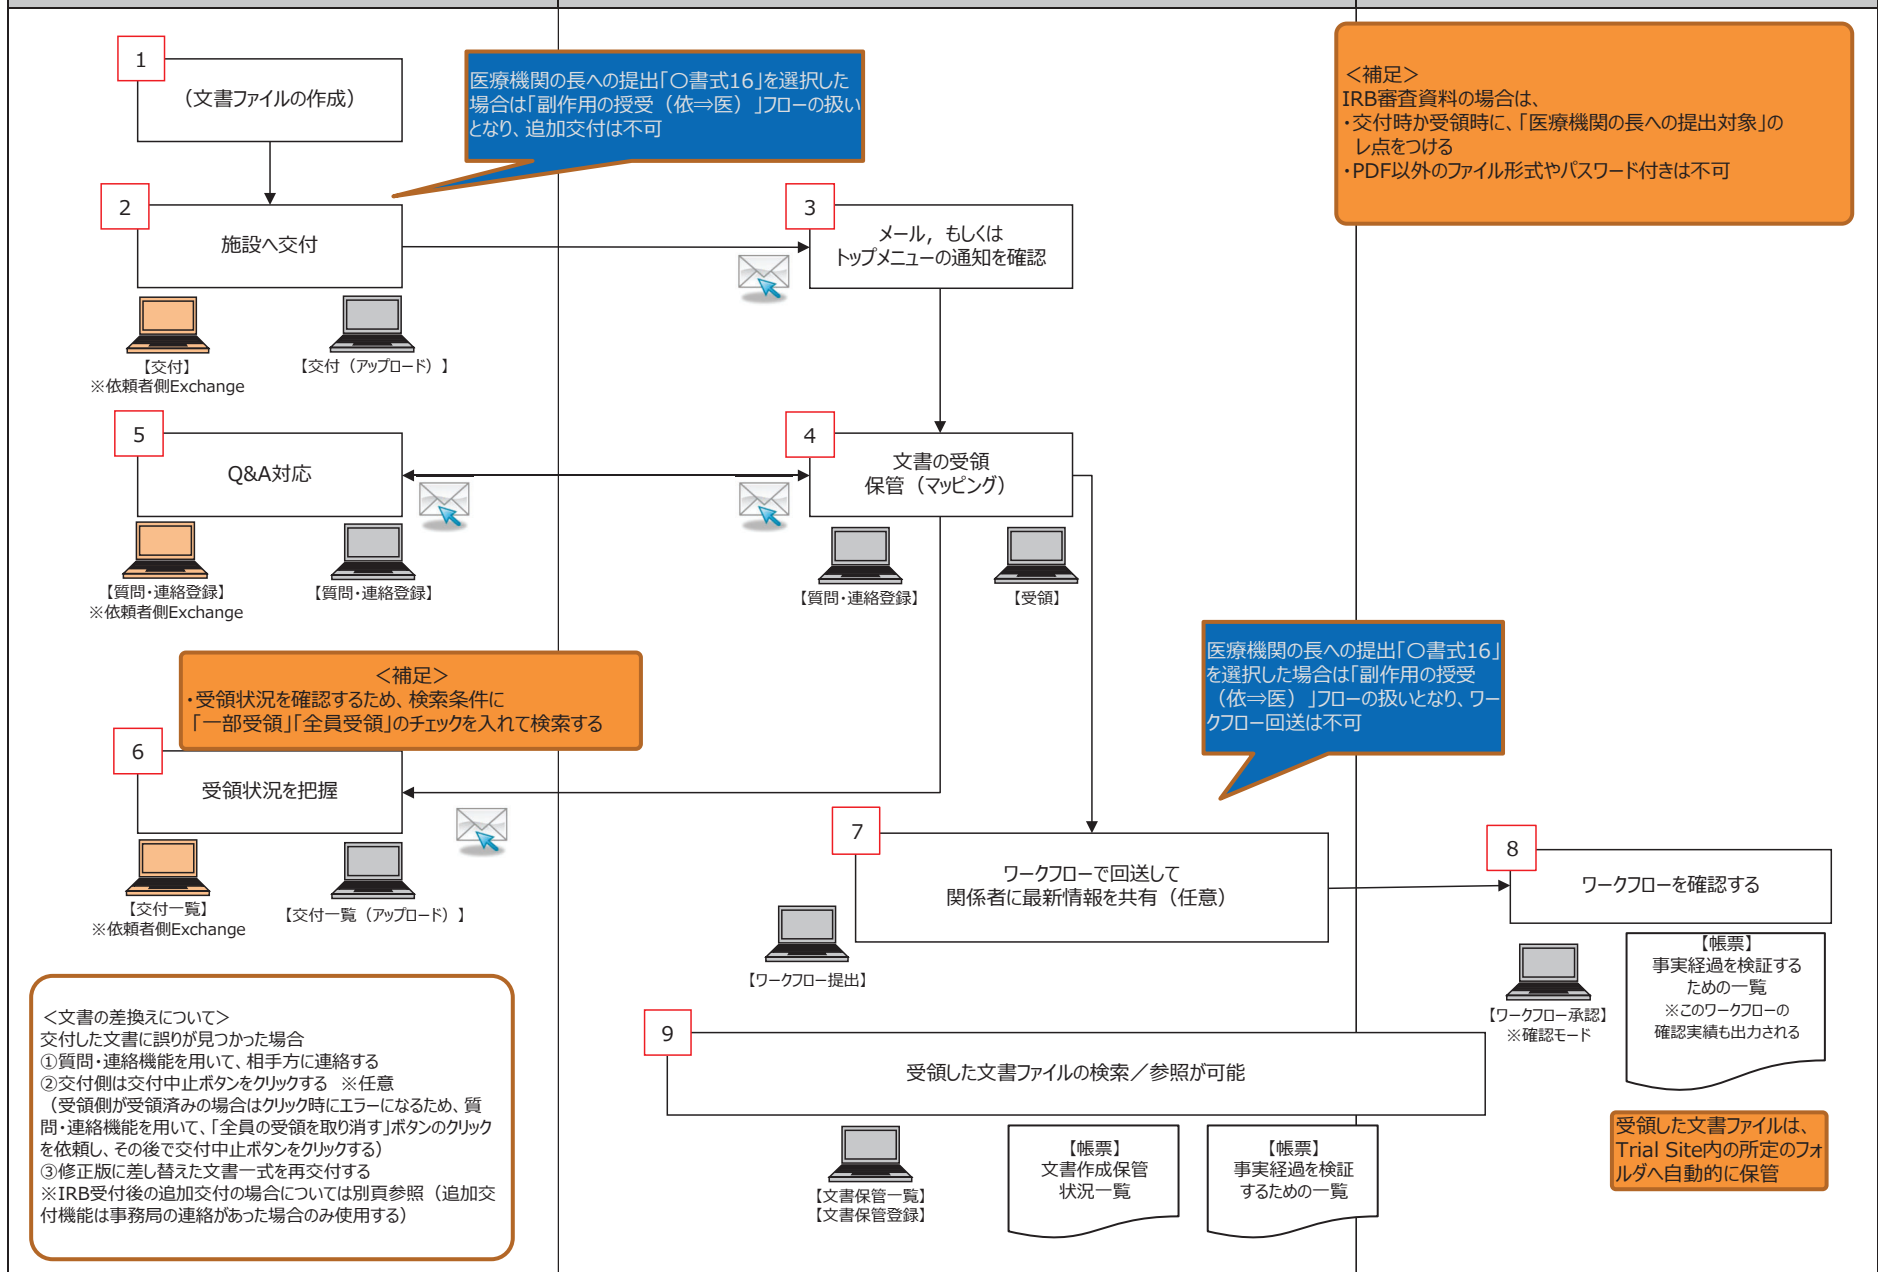 1
(文書ファイルの作成)
医療機関の長への提出「〇書式16」を選択した
場合は「副作用の授受（依⇒医）」フローの扱い
となり、追加交付は不可
＜補足＞
IRB審査資料の場合は、
・交付時か受領時に、「医療機関の長への提出対象」の
レ点をつける
・PDF以外のファイル形式やパスワード付きは不可
2
施設へ交付
3
メール，もしくは
トップメニューの通知を確認
【交付】
※依頼者側Exchange
【交付（アップロード）】
5
Q&A対応
4
文書の受領
保管（マッピング）
【質問・連絡登録】
※依頼者側Exchange
【質問・連絡登録】
【質問・連絡登録】
【受領】
＜補足＞
・受領状況を確認するため、検索条件に
「一部受領」「全員受領」のチェックを入れて検索する
医療機関の長への提出「〇書式16」
を選択した場合は「副作用の授受
（依⇒医）」フローの扱いとなり、ワー
クフロー回送は不可
6
受領状況を把握
【交付一覧】
※依頼者側Exchange
【交付一覧（アップロード）】
7
ワークフローで回送して
関係者に最新情報を共有（任意）
【ワークフロー提出】
8
ワークフローを確認する
【ワークフロー承認】
※確認モード
【帳票】
事実経過を検証する
ための一覧
※このワークフローの
確認実績も出力される
＜文書の差換えについて＞
交付した文書に誤りが見つかった場合
①質問・連絡機能を用いて、相手方に連絡する
②交付側は交付中止ボタンをクリックする　※任意
（受領側が受領済みの場合はクリック時にエラーになるため、質
問・連絡機能を用いて、「全員の受領を取り消す」ボタンのクリック
を依頼し、その後で交付中止ボタンをクリックする）
③修正版に差し替えた文書一式を再交付する
※IRB受付後の追加交付の場合については別頁参照（追加交
付機能は事務局の連絡があった場合のみ使用する）
9
受領した文書ファイルの検索／参照が可能
【文書保管一覧】
【文書保管登録】
【帳票】
文書作成保管
状況一覧
【帳票】
事実経過を検証
するための一覧
受領した文書ファイルは、
Trial Site内の所定のフォ
ルダへ自動的に保管